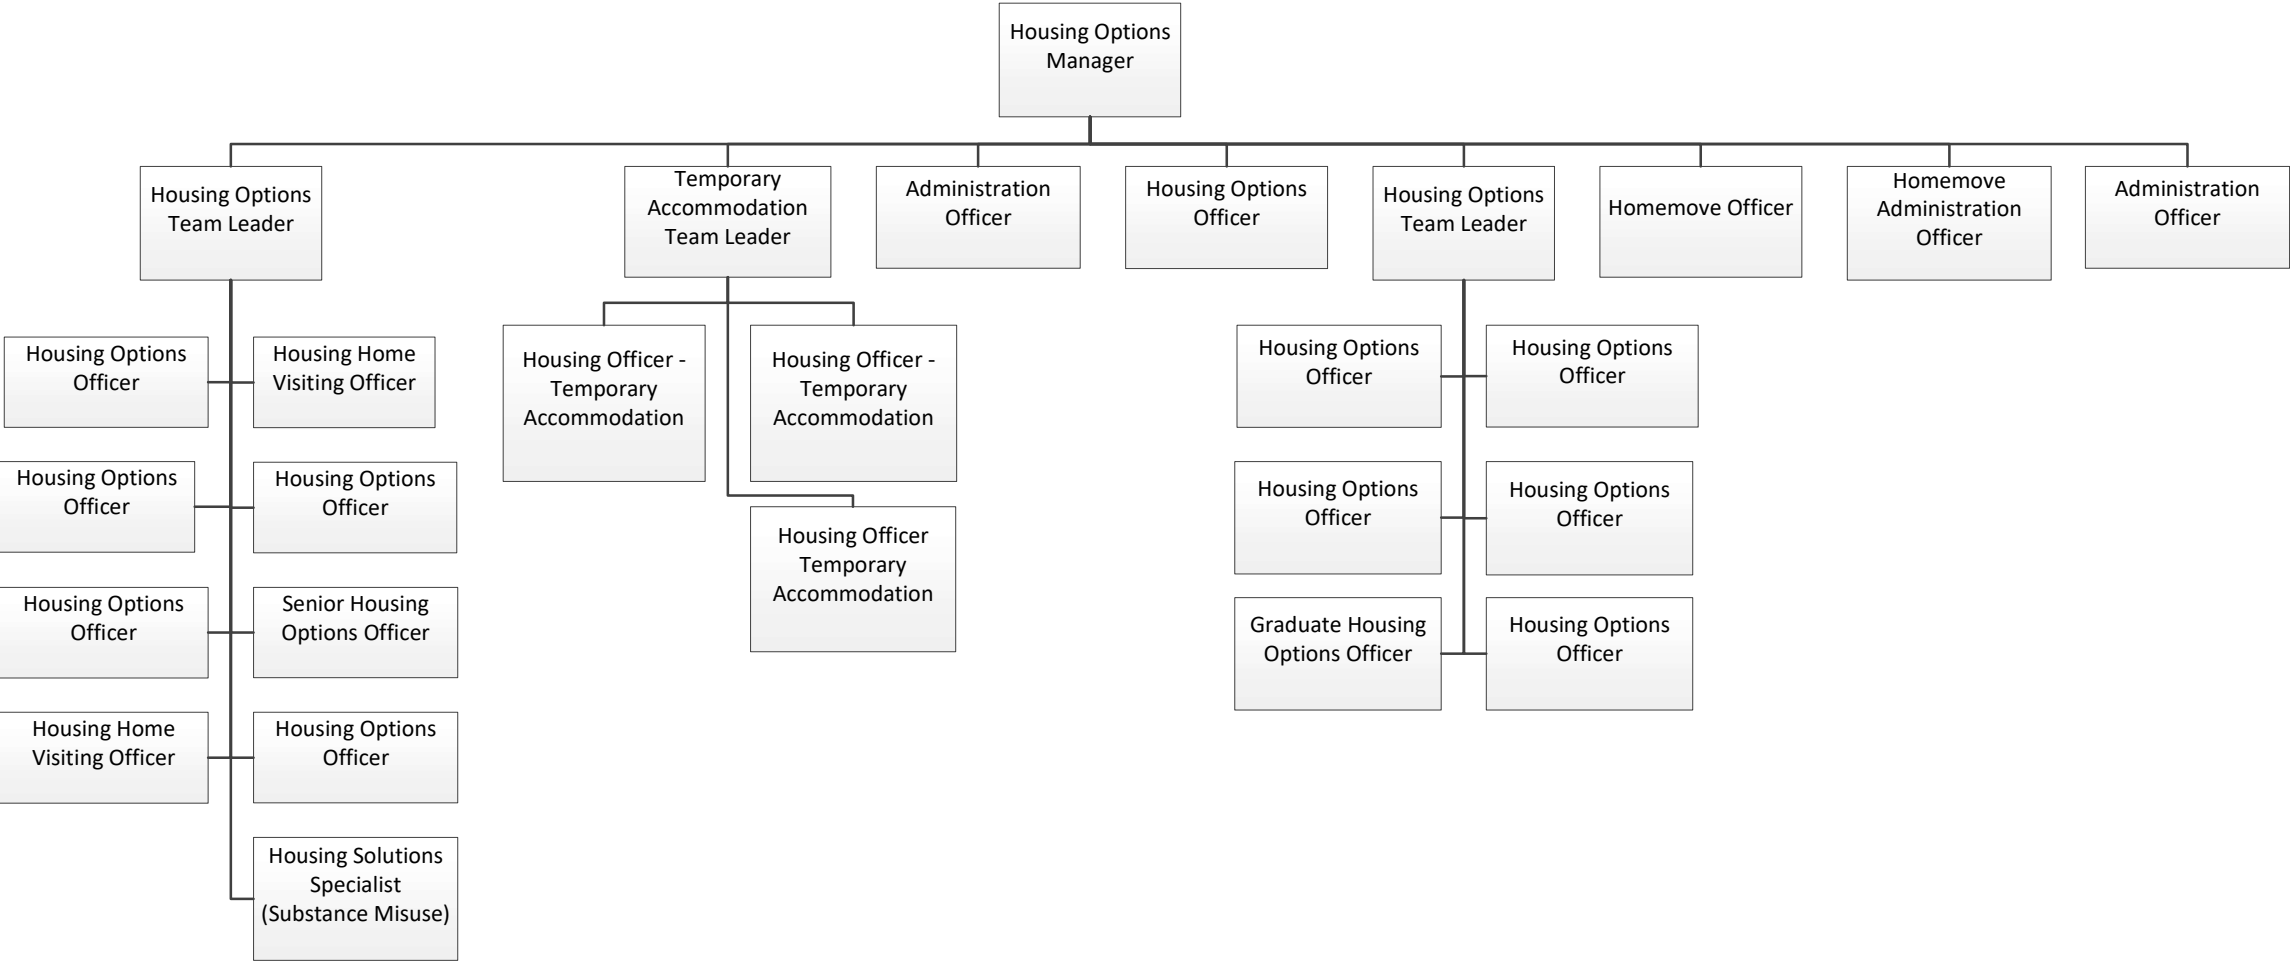 Housing Options
Manager
Housing Options
Team Leader
Temporary
Accommodation
Team Leader
Administration
Officer
Housing Options
Officer
Housing Options
Team Leader
Homemove Officer
Homemove
Administration
Officer
Administration
Officer
Housing Options
Officer
Housing Home
Visiting Officer
Housing Options
Officer
Housing Options
Officer
Housing Options
Officer
Senior Housing
Options Officer
Housing Home
Visiting Officer
Housing Options
Officer
Housing Solutions
Specialist
(Substance Misuse)
Housing Officer -
Temporary
Accommodation
Housing Officer -
Temporary
Accommodation
Housing Officer
Temporary
Accommodation
Housing Options
Officer
Housing Options
Officer
Housing Options
Officer
Housing Options
Officer
Graduate Housing
Options Officer
Housing Options
Officer